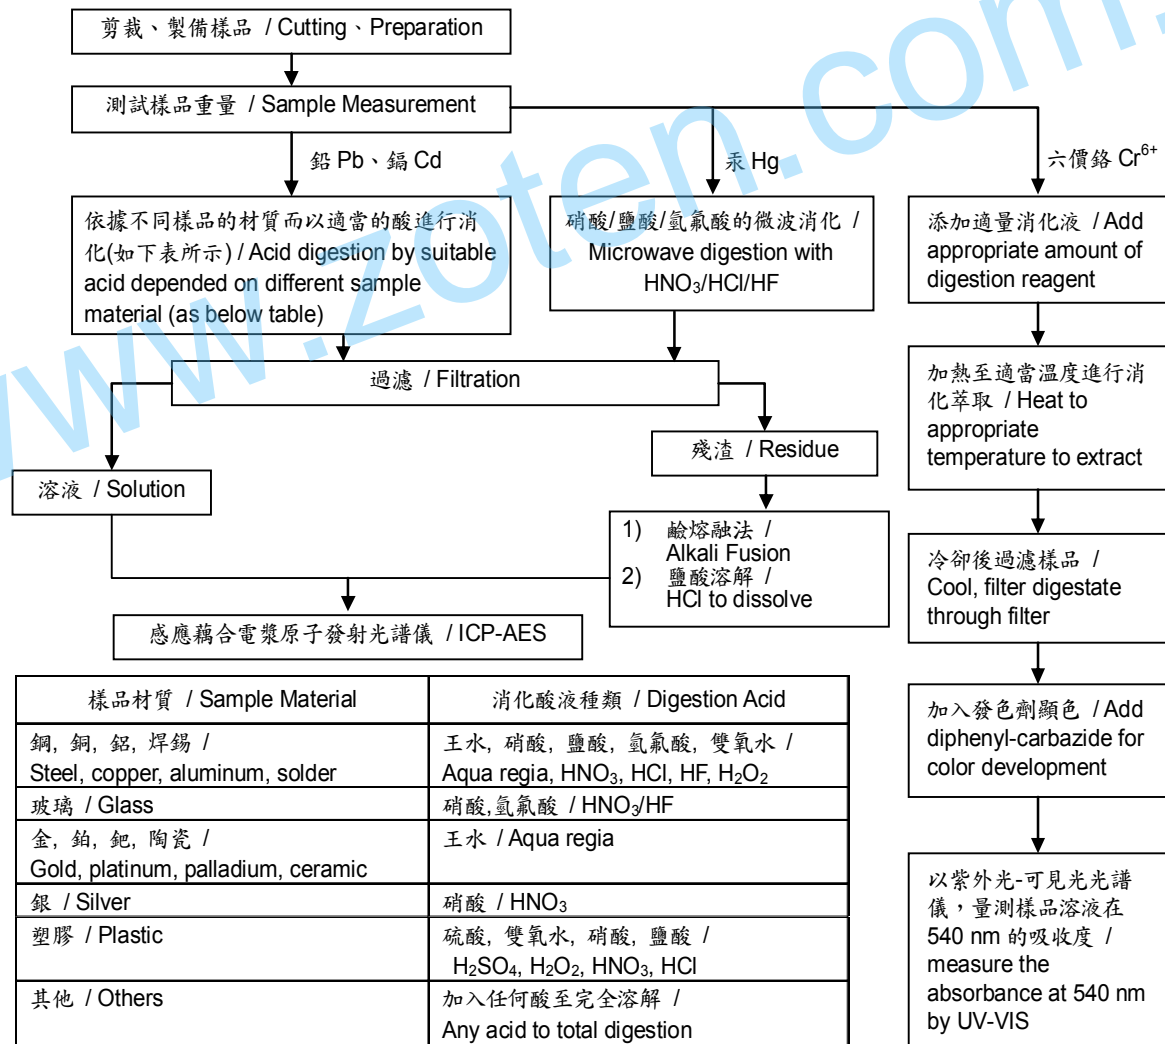 剪裁、製備樣品 / Cutting、Preparation
測試樣品重量 / Sample Measurement
鉛 Pb、鎘 Cd
汞 Hg
六價鉻 Cr6+
依據不同樣品的材質而以適當的酸進行消
化(如下表所示) / Acid digestion by suitable
acid depended on different sample
material (as below table)
硝酸/鹽酸/氫氟酸的微波消化 /
Microwave digestion with
HNO3/HCl/HF
添加適量消化液 / Add
appropriate amount of
digestion reagent
過濾 / Filtration
加熱至適當溫度進行消
化萃取 / Heat to
appropriate
temperature to extract
溶液 / Solution
殘渣 / Residue
1) 鹼熔融法 /
Alkali Fusion
2) 鹽酸溶解 /
HCl to dissolve
冷卻後過濾樣品 /
Cool, filter digestate
through filter
感應藕合電漿原子發射光譜儀 / ICP-AES
樣品材質 / Sample Material
消化酸液種類 / Digestion Acid
鋼, 銅, 鋁, 焊錫 /
Steel, copper, aluminum, solder
王水, 硝酸, 鹽酸, 氫氟酸, 雙氧水 /
Aqua regia, HNO3, HCl, HF, H2O2
玻璃 / Glass
硝酸,氫氟酸 / HNO3/HF
金, 鉑, 鈀, 陶瓷 /
Gold, platinum, palladium, ceramic
王水 / Aqua regia
銀 / Silver
硝酸 / HNO3
塑膠 / Plastic
硫酸, 雙氧水, 硝酸, 鹽酸 /
H2SO4, H2O2, HNO3, HCl
其他 / Others
加入任何酸至完全溶解 /
Any acid to total digestion
加入發色劑顯色 / Add
diphenyl-carbazide for
color development
以紫外光-可見光光譜
儀，量測樣品溶液在
540 nm 的吸收度 /
measure the
absorbance at 540 nm
by UV-VIS
www.zoten.com.